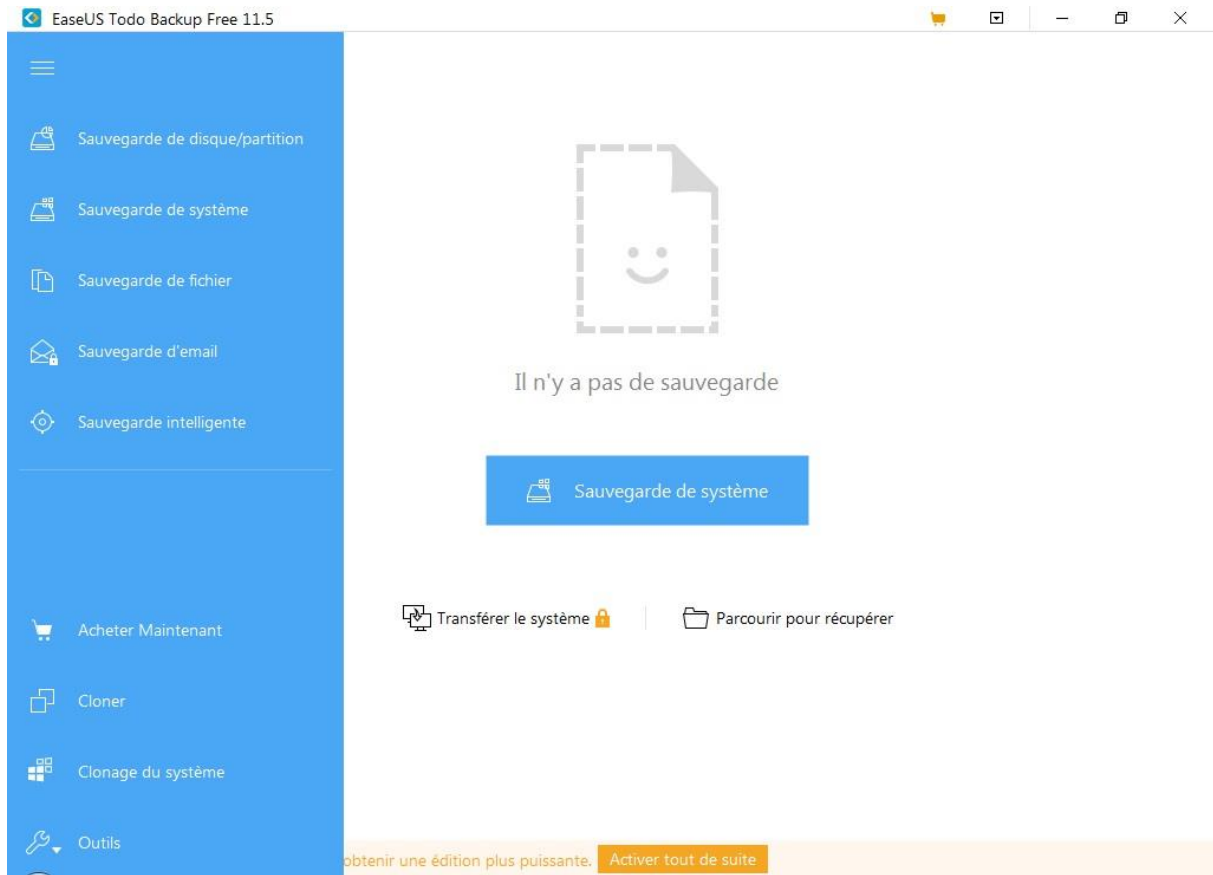 EaseUS Todo Backup Free 11.5
Sauvegarde de disque/partition
Sauvegarde de système
Sauvegarde de fichier
Sauvegarde d'email
Sauvegarde intelligente
Il n'y a pas de sauvegarde
Sauvegarde de système
Transférer le système
Parcourir pour récupérer
Acheter Maintenant
Cloner
Clonage du système
Outils
obtenir une édition plus puissante.
Activer tout de suite